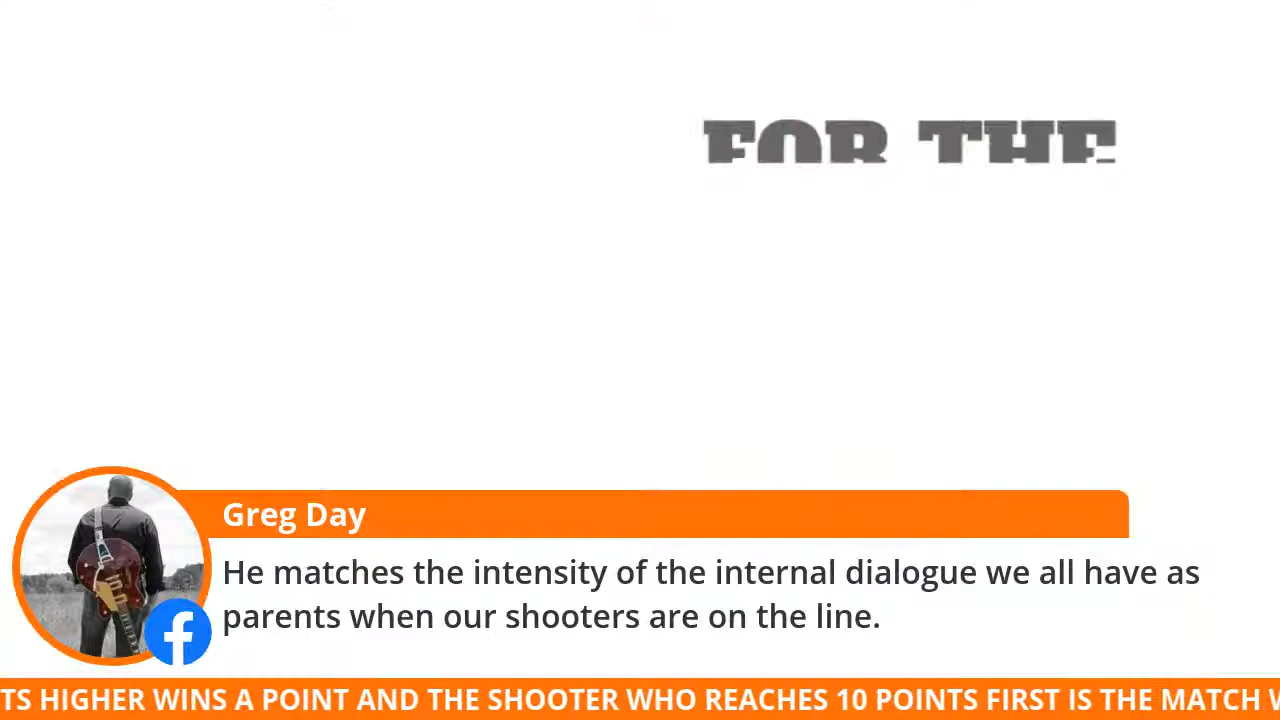 FOR THE
Greg Day
He matches the intensity of the internal dialogue we all have as
parents when our shooters are on the line.
TS HIGHER WINS A POINT AND THE SHOOTER WHO REACHES 10 POINTS FIRST IS THE MATCH W